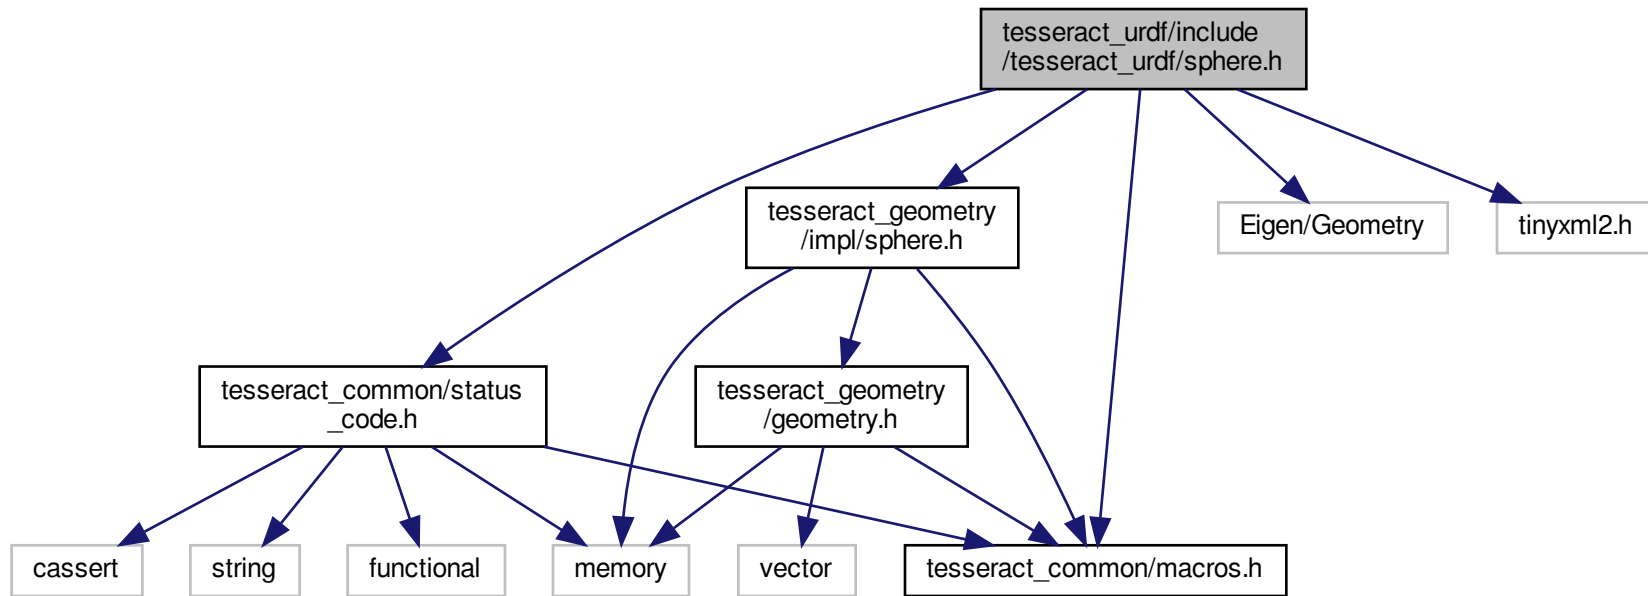 tesseract_urdf/include
/tesseract_urdf/sphere.h
tesseract_geometry
/impl/sphere.h
Eigen/Geometry
tinyxml2.h
tesseract_common/status
_code.h
tesseract_geometry
/geometry.h
cassert
string
functional
memory
vector
tesseract_common/macros.h